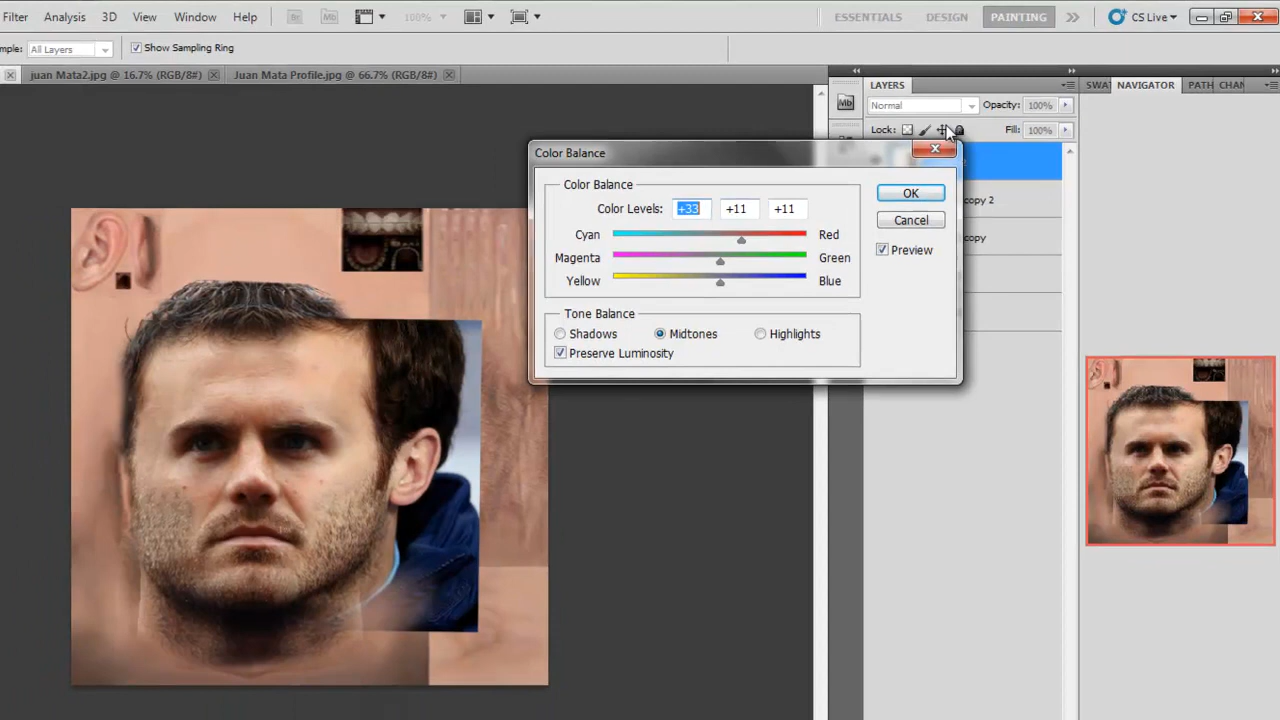 Filter Analysis 3D View Window Help Br Mb 100% ESSENTIALS DESIGN PAINTING CS Live
mple: All Layers Show Sampling Ring
juan Mata2.jpg @ 16.7% (RGB/8#) Juan Mata Profile.jpg @ 66.7% (RGB/8#)
Mb
LAYERS
Normal Opacity: 100%
Lock: Fill: 100%
copy 2
copy
SWA NAVIGATOR PATH CHAN
Color Balance
Color Balance
Color Levels: +33 +11 +11
Cyan Red
Magenta Green
Yellow Blue
Tone Balance
Shadows Midtones Highlights
Preserve Luminosity
OK
Cancel
Preview